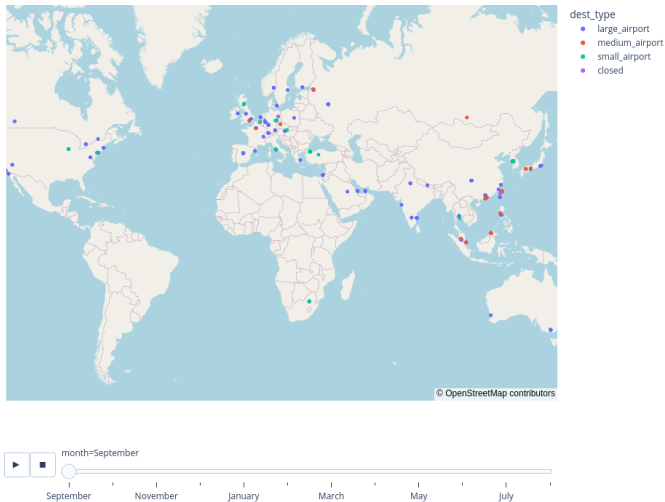 dest_type
large_airport
medium_airport
small_airport
closed
© OpenStreetMap contributors
month=September
September November January March May July